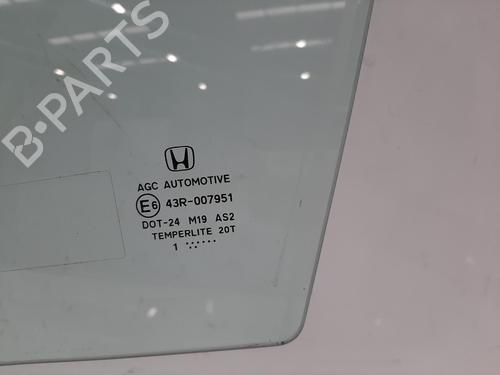 B-PARTS
AGC AUTOMOTIVE
E6 43R-007951
DOT-24 M19 AS2
TEMPERLITE 20T
1 ......